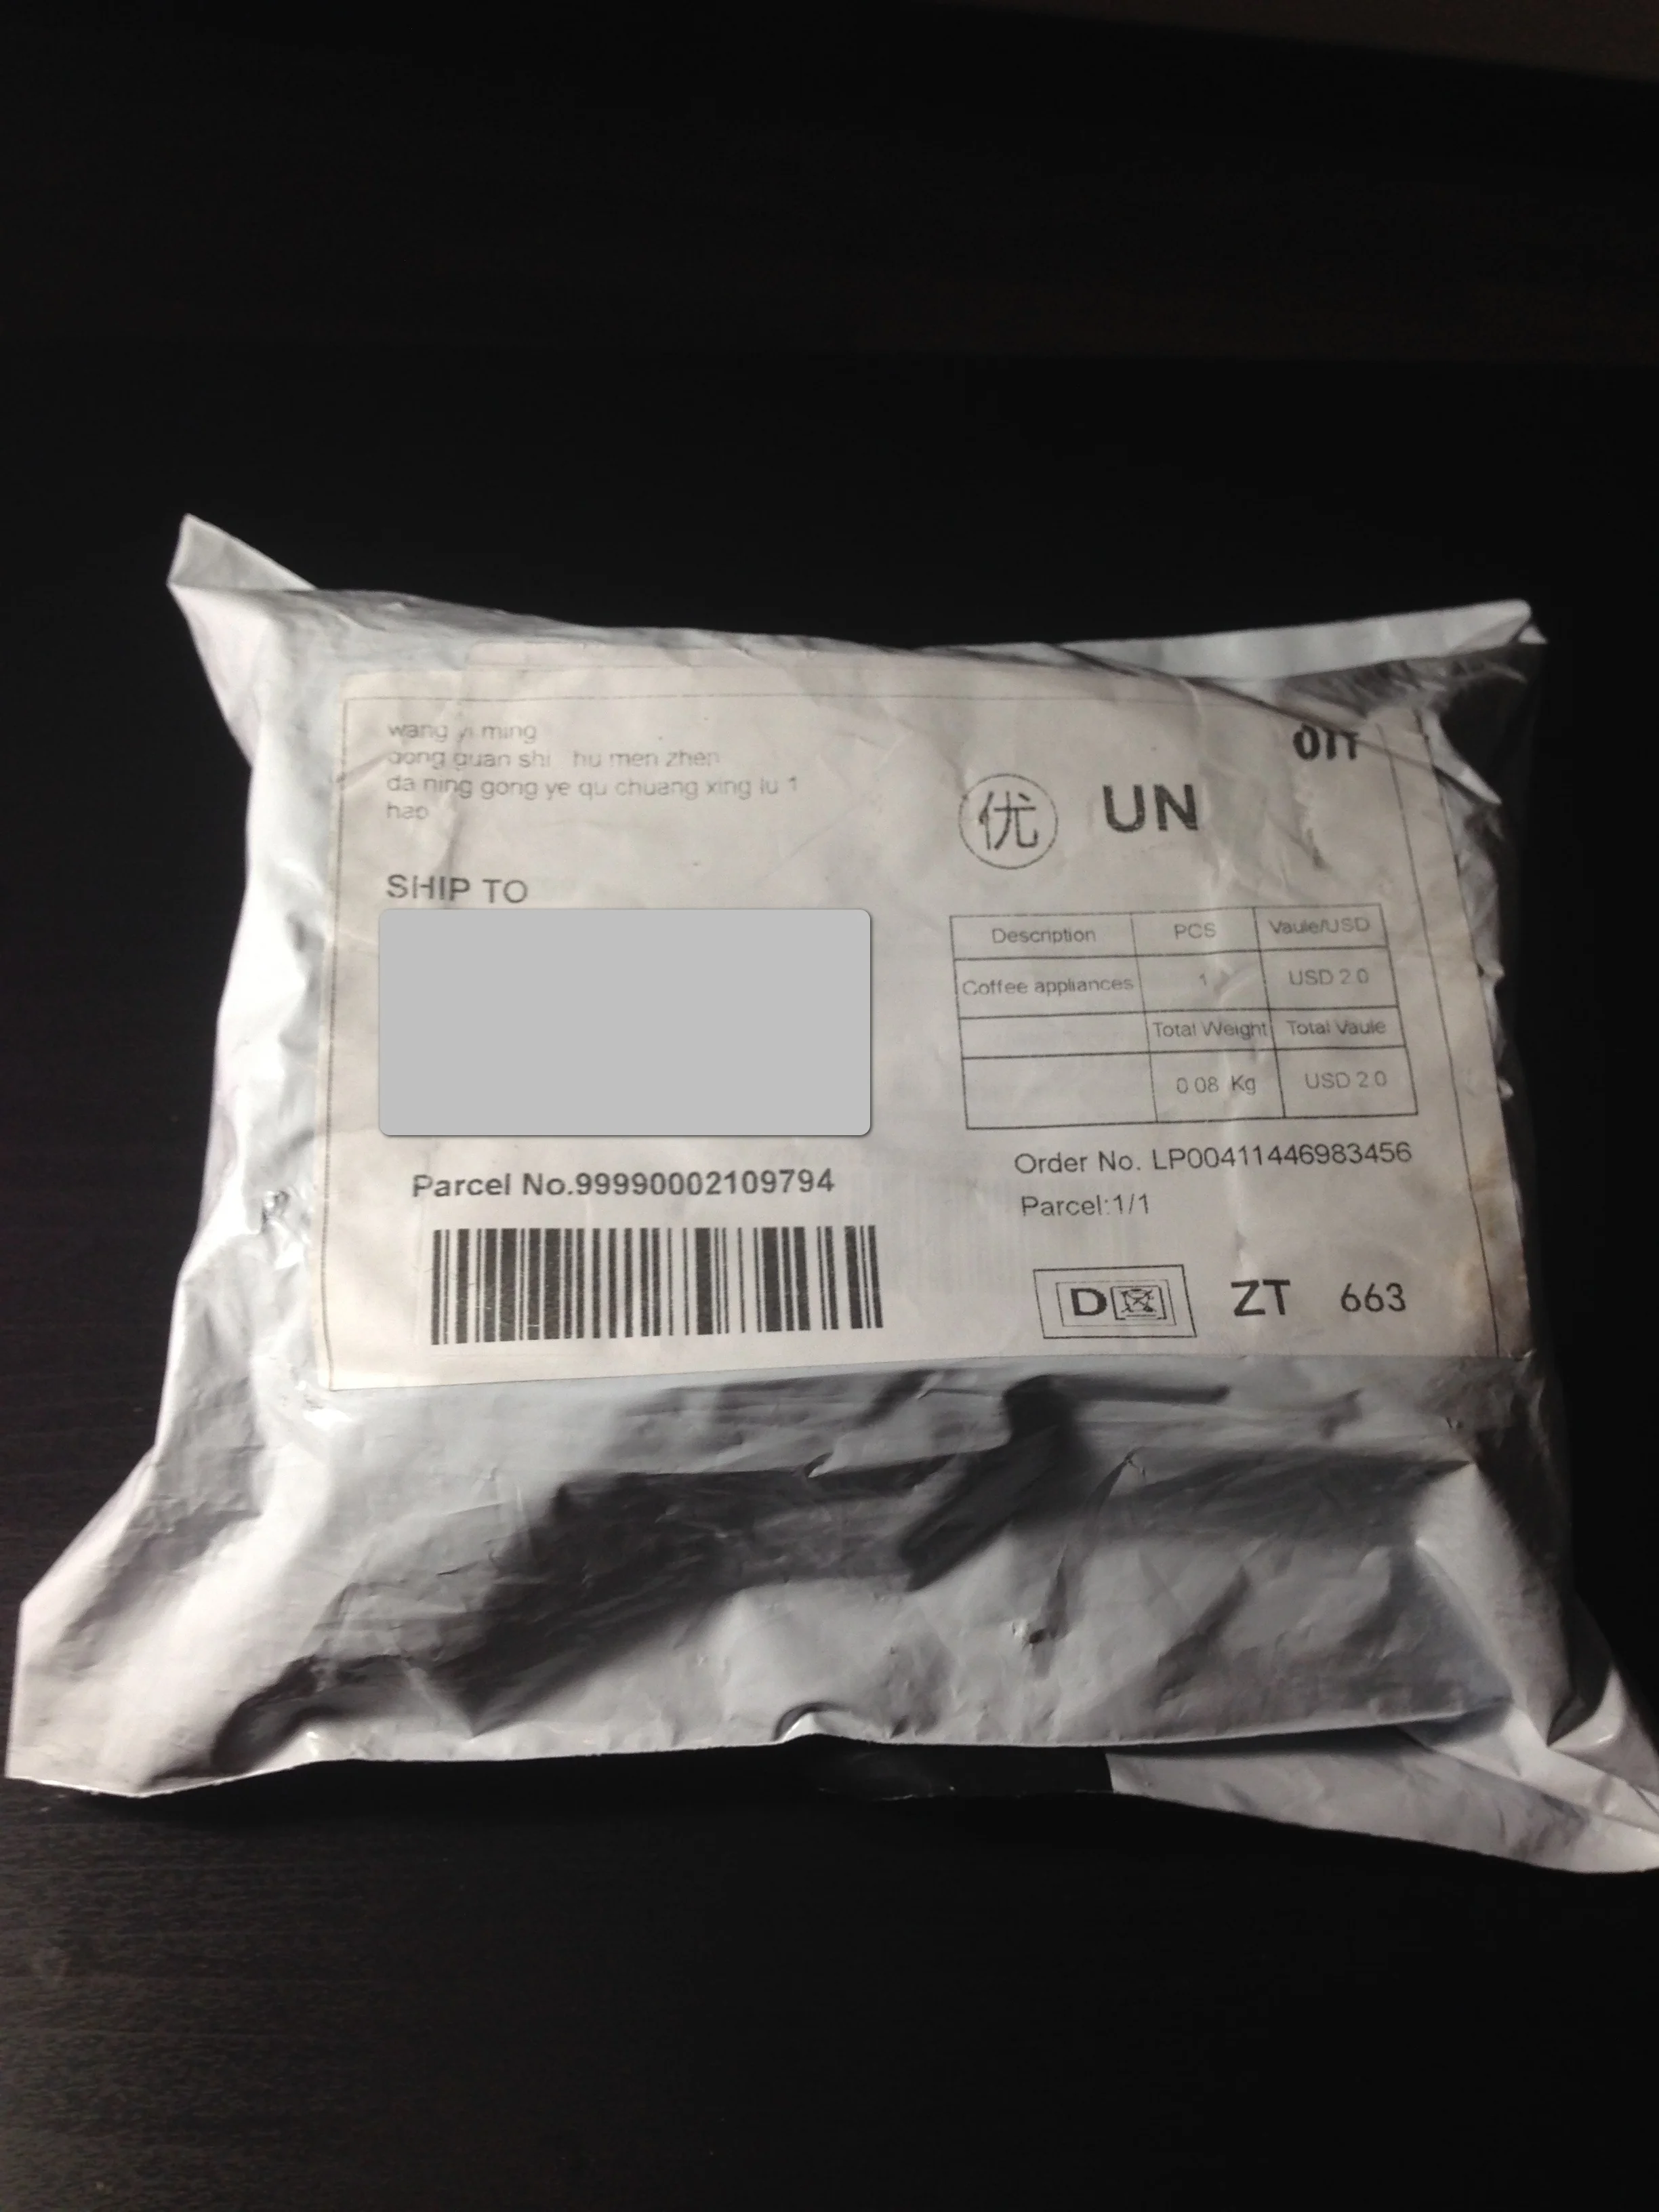 wang yi ming
dong guan shi hu men zhen
da ning gong ye qu chuang xing lu 1
hao
优 UN
SHIP TO
Description PCS Vaule/USD
Coffee appliances 1 USD 2.0
Total Weight Total Vaule
0.08 Kg USD 2.0
Parcel No.99990002109794
Order No. LP00411446983456
Parcel:1/1
D ZT 663